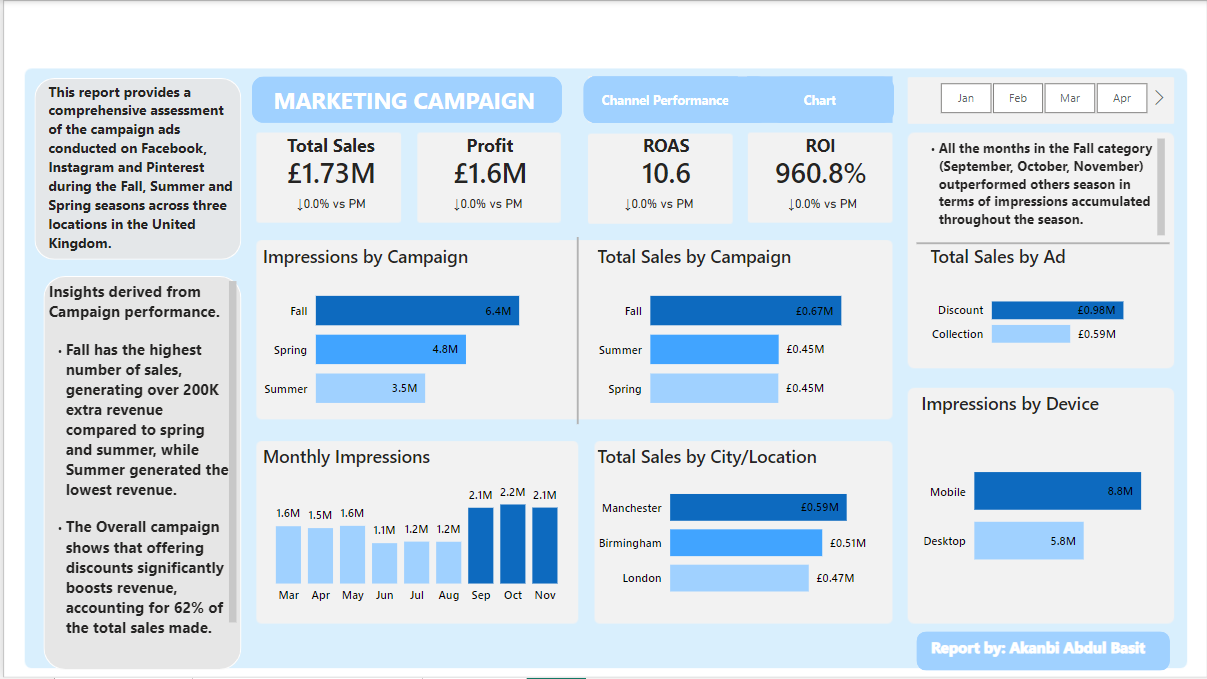 This report provides a
comprehensive assessment
of the campaign ads
conducted on Facebook,
Instagram and Pinterest
during the Fall, Summer and
Spring seasons across three
locations in the United
Kingdom.
Insights derived from
Campaign performance.
• Fall has the highest
number of sales,
generating over 200K
extra revenue
compared to spring
and summer, while
Summer generated the
lowest revenue.
• The Overall campaign
shows that offering
discounts significantly
boosts revenue,
accounting for 62% of
the total sales made.
MARKETING CAMPAIGN
Channel Performance Chart
Jan Feb Mar Apr
Total Sales
£1.73M
↓0.0% vs PM
Profit
£1.6M
↓0.0% vs PM
ROAS
10.6
↓0.0% vs PM
ROI
960.8%
↓0.0% vs PM
• All the months in the Fall category
(September, October, November)
outperformed others season in
terms of impressions accumulated
throughout the season.
Impressions by Campaign
Fall 6.4M
Spring 4.8M
Summer 3.5M
Total Sales by Campaign
Fall £0.67M
Summer £0.45M
Spring £0.45M
Total Sales by Ad
Discount £0.98M
Collection £0.59M
Monthly Impressions
1.6M 1.5M 1.6M 1.1M 1.2M 1.2M 2.1M 2.2M 2.1M
Mar Apr May Jun Jul Aug Sep Oct Nov
Total Sales by City/Location
Manchester £0.59M
Birmingham £0.51M
London £0.47M
Impressions by Device
Mobile 8.8M
Desktop 5.8M
Report by: Akanbi Abdul Basit